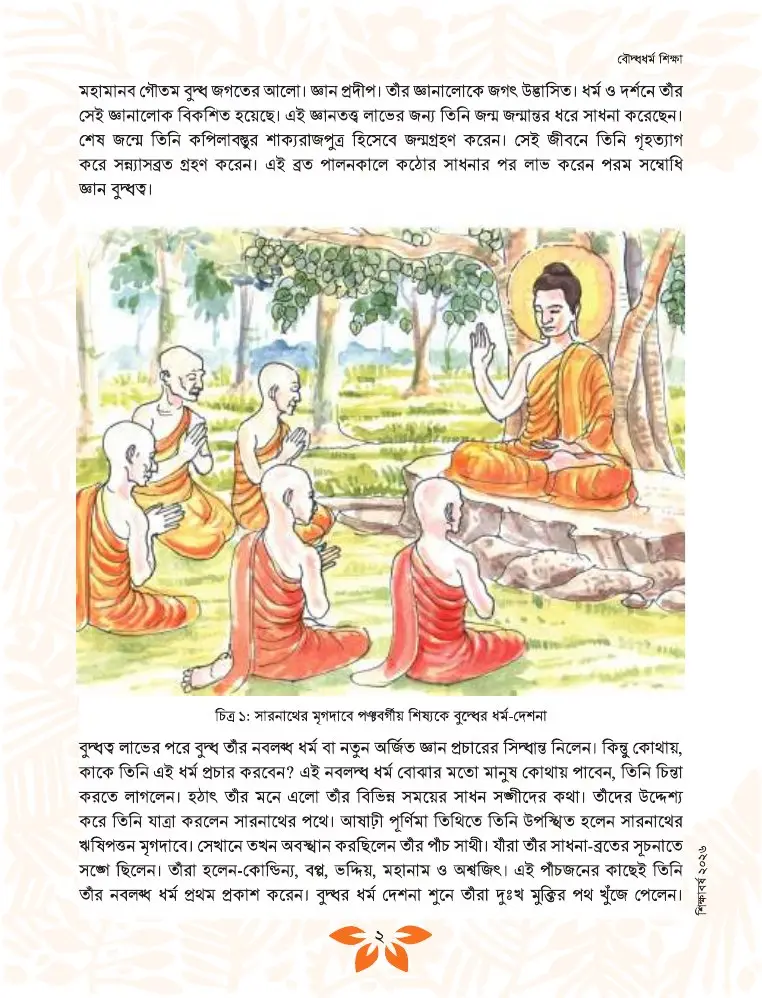 বৌদ্ধধর্ম শিক্ষা
মহামানব গৌতম বুদ্ধ জগতের আলো। জ্ঞান প্রদীপ। তাঁর জ্ঞানালোকে জগৎ উদ্ভাসিত। ধর্ম ও দর্শনে তাঁর
সেই জ্ঞানালোক বিকশিত হয়েছে। এই জ্ঞানতত্ত্ব লাভের জন্য তিনি জন্ম জন্মান্তর ধরে সাধনা করেছেন।
শেষ জন্মে তিনি কপিলাবস্তুর শাক্যরাজপুত্র হিসেবে জন্মগ্রহণ করেন। সেই জীবনে তিনি গৃহত্যাগ
করে সন্ন্যাসব্রত গ্রহণ করেন। এই ব্রত পালনকালে কঠোর সাধনার পর লাভ করেন পরম সম্বোধি
জ্ঞান বুদ্ধত্ব।
চিত্র ১: সারনাথের মৃগদাবে পঞ্চবর্গীয় শিষ্যকে বুদ্ধের ধর্ম-দেশনা
বুদ্ধত্ব লাভের পরে বুদ্ধ তাঁর নবলব্ধ ধর্ম বা নতুন অর্জিত জ্ঞান প্রচারের সিদ্ধান্ত নিলেন। কিন্তু কোথায়,
কাকে তিনি এই ধর্ম প্রচার করবেন? এই নবলব্ধ ধর্ম বোঝার মতো মানুষ কোথায় পাবেন, তিনি চিন্তা
করতে লাগলেন। হঠাৎ তাঁর মনে এলো তাঁর বিভিন্ন সময়ের সাধন সঙ্গীদের কথা। তাঁদের উদ্দেশ্য
করে তিনি যাত্রা করলেন সারনাথের পথে। আষাঢ়ী পূর্ণিমা তিথিতে তিনি উপস্থিত হলেন সারনাথের
ঋষিপত্তন মৃগদাবে। সেখানে তখন অবস্থান করছিলেন তাঁর পাঁচ সাথী। যাঁরা তাঁর সাধনা-ব্রতের সূচনাতে
সঙ্গে ছিলেন। তাঁরা হলেন-কোন্ডিন্য, বপ্প, ভদ্দিয়, মহানাম ও অশ্বজিৎ। এই পাঁচজনের কাছেই তিনি
তাঁর নবলব্ধ ধর্ম প্রথম প্রকাশ করেন। বুদ্ধর ধর্ম দেশনা শুনে তাঁরা দুঃখ মুক্তির পথ খুঁজে পেলেন।
শিক্ষাবর্ষ ২০২৬
২